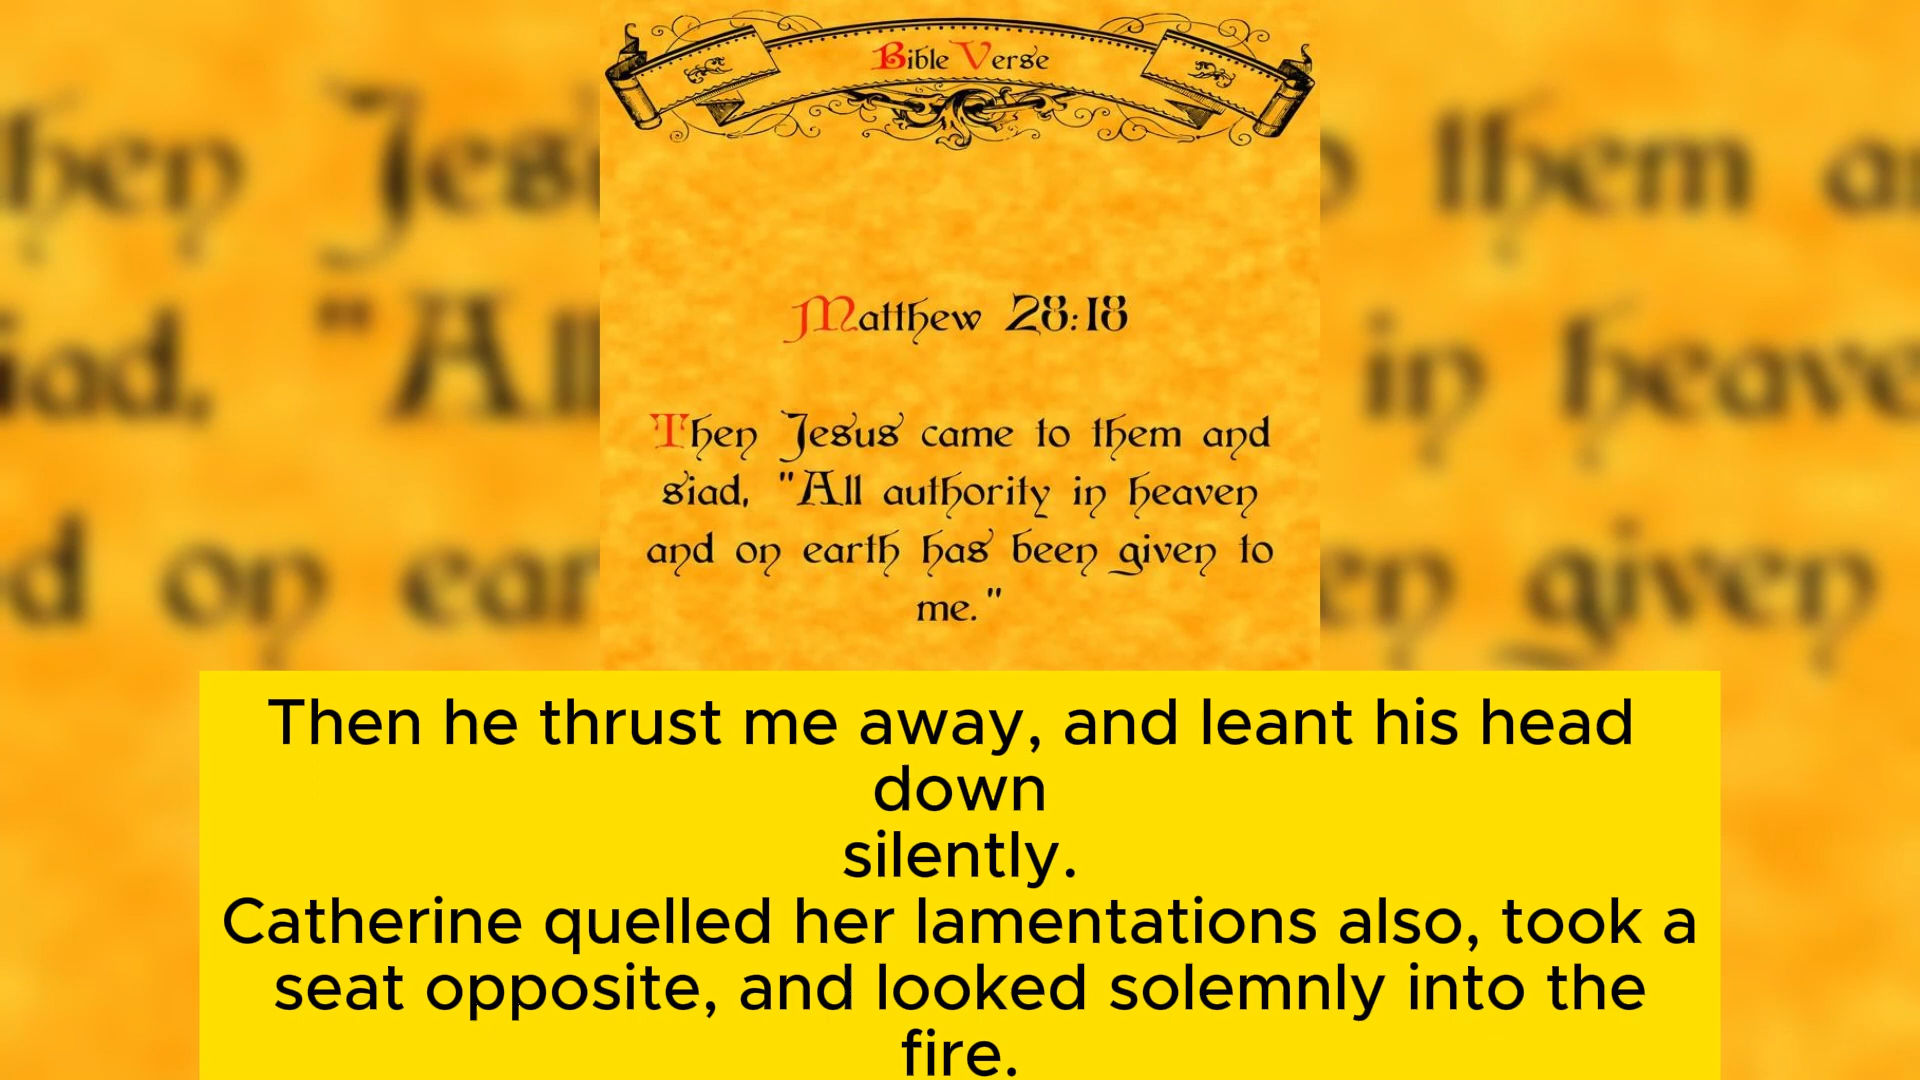 Bible Verse
Matthew 28:18
Then Jesus came to them and
siad, "All authority in heaven
and on earth has been given to
me."
Then he thrust me away, and leant his head
down
silently.
Catherine quelled her lamentations also, took a
seat opposite, and looked solemnly into the
fire.